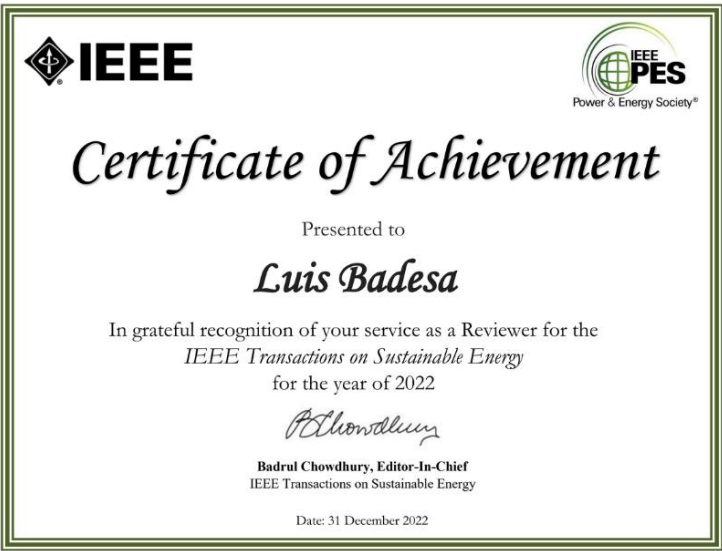 IEEE
IEEE
PES
Power & Energy Society®
Certificate of Achievement
Presented to
Luis Badesa
In grateful recognition of your service as a Reviewer for the
IEEE Transactions on Sustainable Energy
for the year of 2022
BChowdhury
Badrul Chowdhury, Editor-In-Chief
IEEE Transactions on Sustainable Energy
Date: 31 December 2022